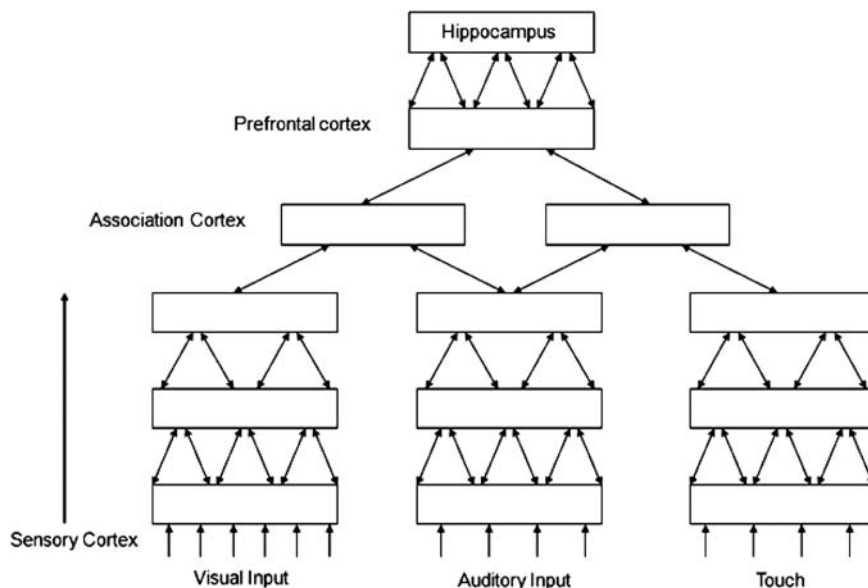 Hippocampus
Prefrontal cortex
Association Cortex
Sensory Cortex
Visual Input
Auditory Input
Touch